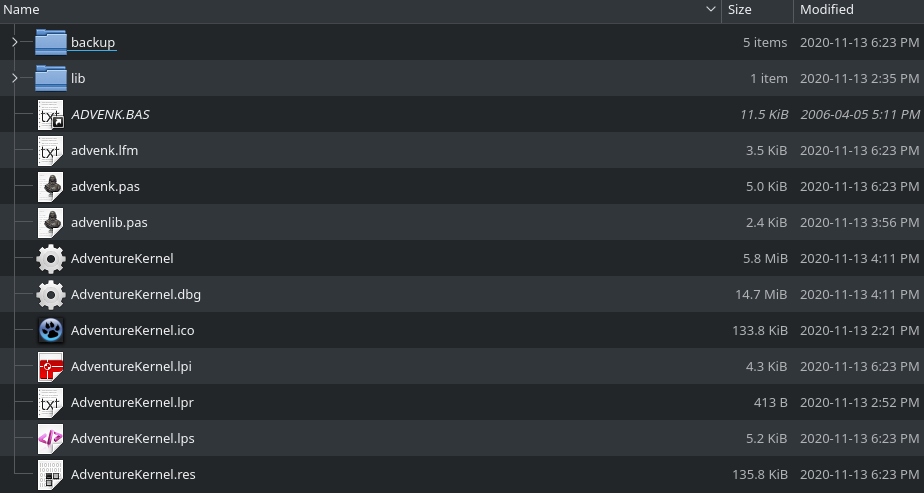 Name Size Modified
backup 5 items 2020-11-13 6:23 PM
lib 1 item 2020-11-13 2:35 PM
txt ADVENK.BAS 11.5 KiB 2006-04-05 5:11 PM
txt advenk.lfm 3.5 KiB 2020-11-13 6:23 PM
advenk.pas 5.0 KiB 2020-11-13 6:23 PM
advenlib.pas 2.4 KiB 2020-11-13 3:56 PM
AdventureKernel 5.8 MiB 2020-11-13 4:11 PM
AdventureKernel.dbg 14.7 MiB 2020-11-13 4:11 PM
AdventureKernel.ico 133.8 KiB 2020-11-13 2:21 PM
AdventureKernel.lpi 4.3 KiB 2020-11-13 6:23 PM
txt AdventureKernel.lpr 413 B 2020-11-13 2:52 PM
</> AdventureKernel.lps 5.2 KiB 2020-11-13 6:23 PM
AdventureKernel.res 135.8 KiB 2020-11-13 6:23 PM